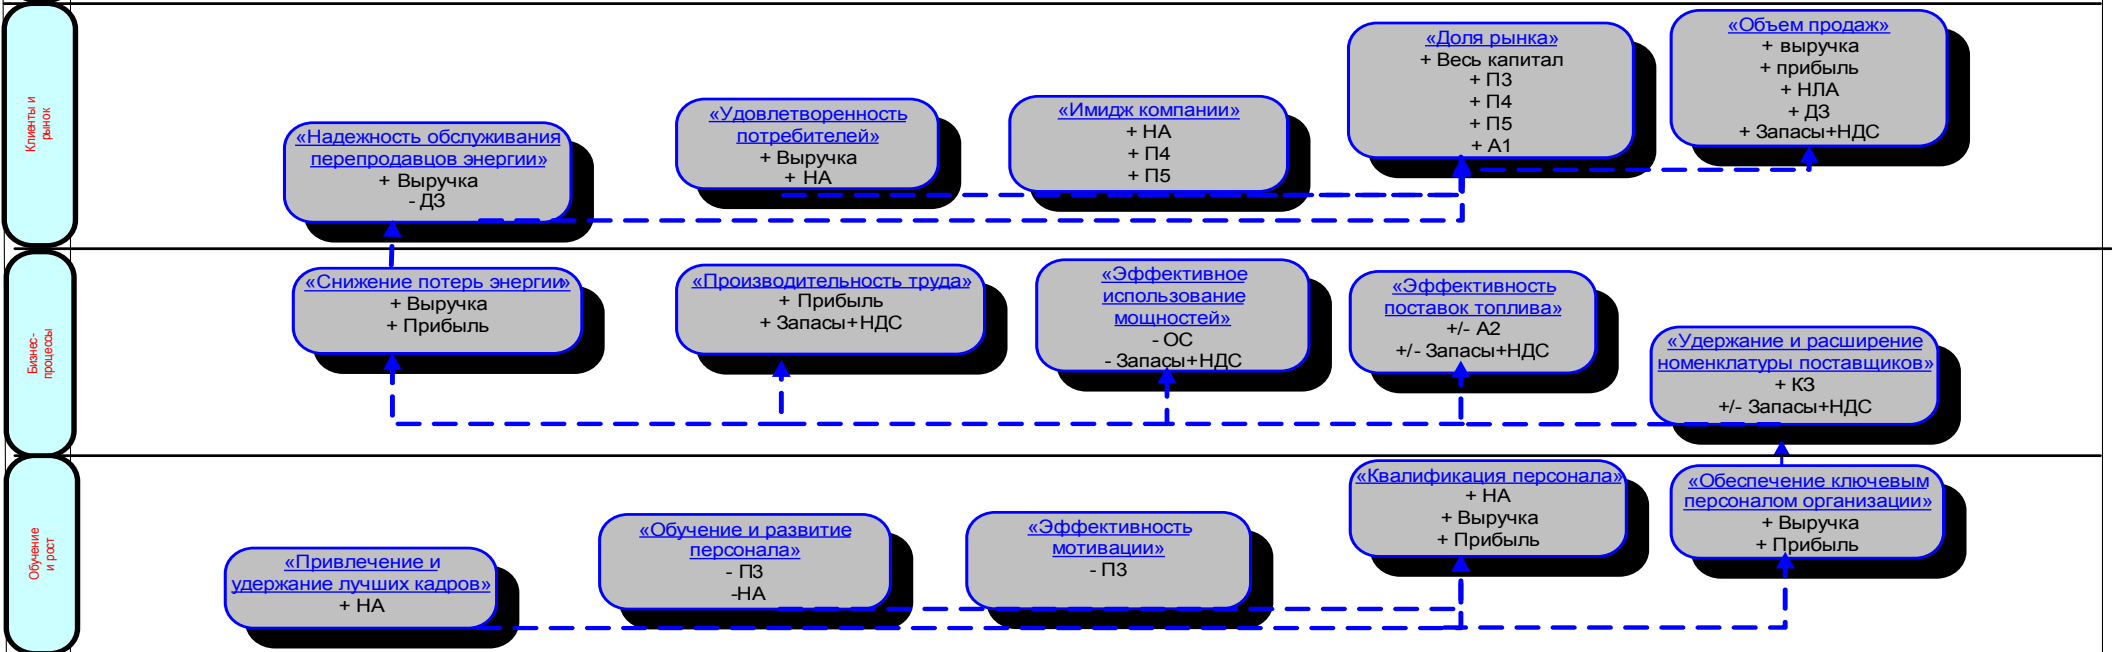 Клиенты и
рынок
«Надежность обслуживания
перепродавцов энергии»
+ Выручка
- ДЗ
«Удовлетворенность
потребителей»
+ Выручка
+ НА
«Имидж компании»
+ НА
+ П4
+ П5
«Доля рынка»
+ Весь капитал
+ П3
+ П4
+ П5
+ А1
«Объем продаж»
+ выручка
+ прибыль
+ НЛА
+ ДЗ
+ Запасы+НДС
Бизнес-
процессы
«Снижение потерь энергии»
+ Выручка
+ Прибыль
«Производительность труда»
+ Прибыль
+ Запасы+НДС
«Эффективное
использование
мощностей»
- ОС
- Запасы+НДС
«Эффективность
поставок топлива»
+/- А2
+/- Запасы+НДС
«Удержание и расширение
номенклатуры поставщиков»
+ КЗ
+/- Запасы+НДС
Обучение
и рост
«Привлечение и
удержание лучших кадров»
+ НА
«Обучение и развитие
персонала»
- П3
-НА
«Эффективность
мотивации»
- П3
«Квалификация персонала»
+ НА
+ Выручка
+ Прибыль
«Обеспечение ключевым
персоналом организации»
+ Выручка
+ Прибыль